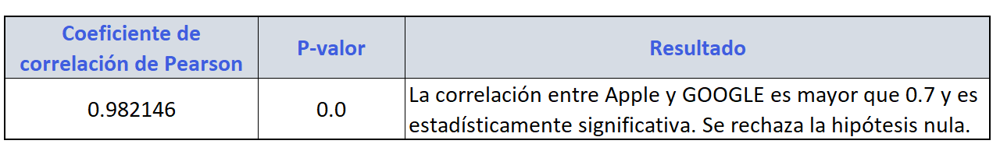 Coeficiente de
correlación de Pearson
P-valor
Resultado
0.982146
0.0
La correlación entre Apple y GOOGLE es mayor que 0.7 y es
estadísticamente significativa. Se rechaza la hipótesis nula.